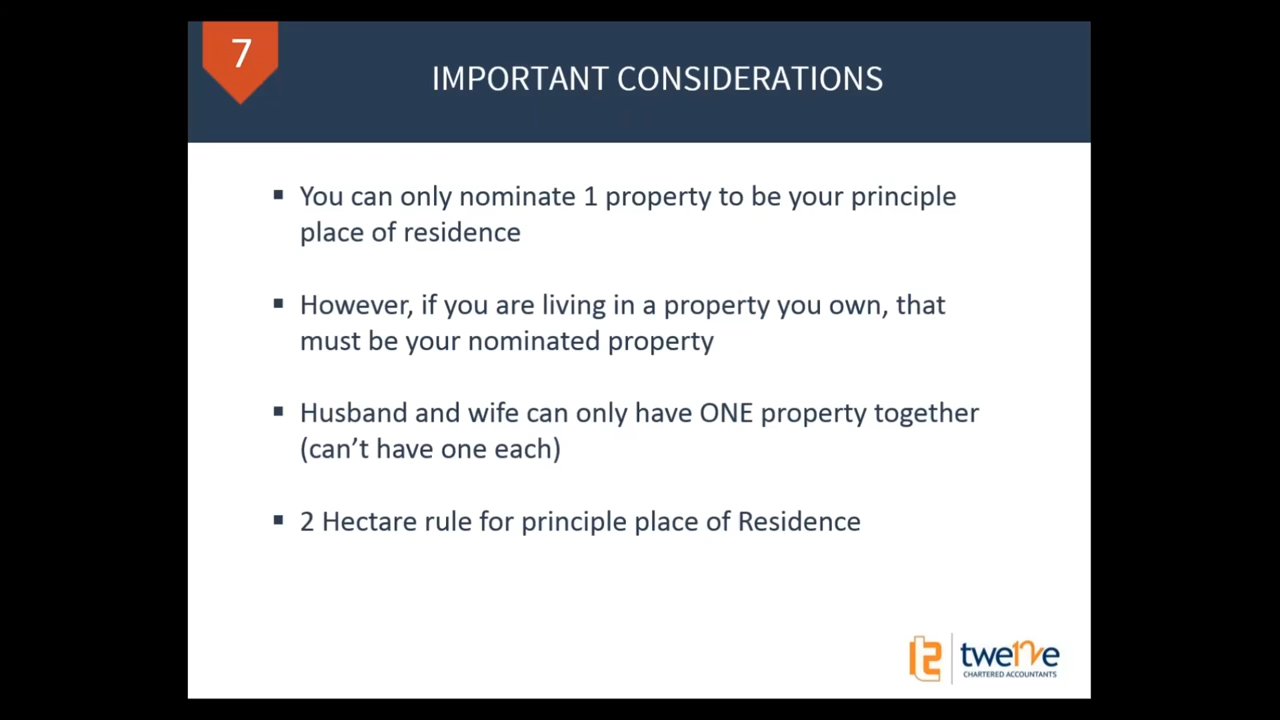 7
IMPORTANT CONSIDERATIONS
▪ You can only nominate 1 property to be your principle
place of residence
▪ However, if you are living in a property you own, that
must be your nominated property
▪ Husband and wife can only have ONE property together
(can't have one each)
▪ 2 Hectare rule for principle place of Residence
12
twe12ve
CHARTERED ACCOUNTANTS